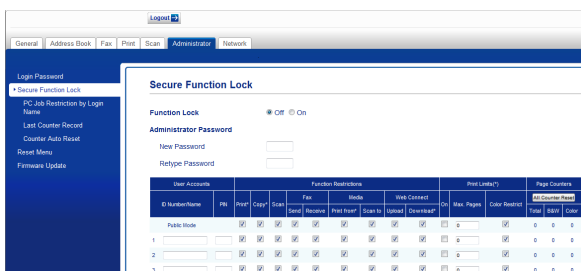 Logout
General Address Book Fax Print Scan Administrator Network
Login Password
Secure Function Lock
PC Job Restriction by Login
Name
Last Counter Record
Counter Auto Reset
Reset Menu
Firmware Update
Secure Function Lock
Function Lock Off On
Administrator Password
New Password
Retype Password
User Accounts Function Restrictions Print Limits(*) Page Counters
ID Number/Name PIN Print* Copy* Scan Fax Media Web Connect On Max. Pages Color Restrict All Counter Reset
Send Receive Print from* Scan to Upload Download* Total B&W Color
Public Mode 0 0 0 0
1 0 0 0 0
2 0 0 0 0
3 0 0 0 0